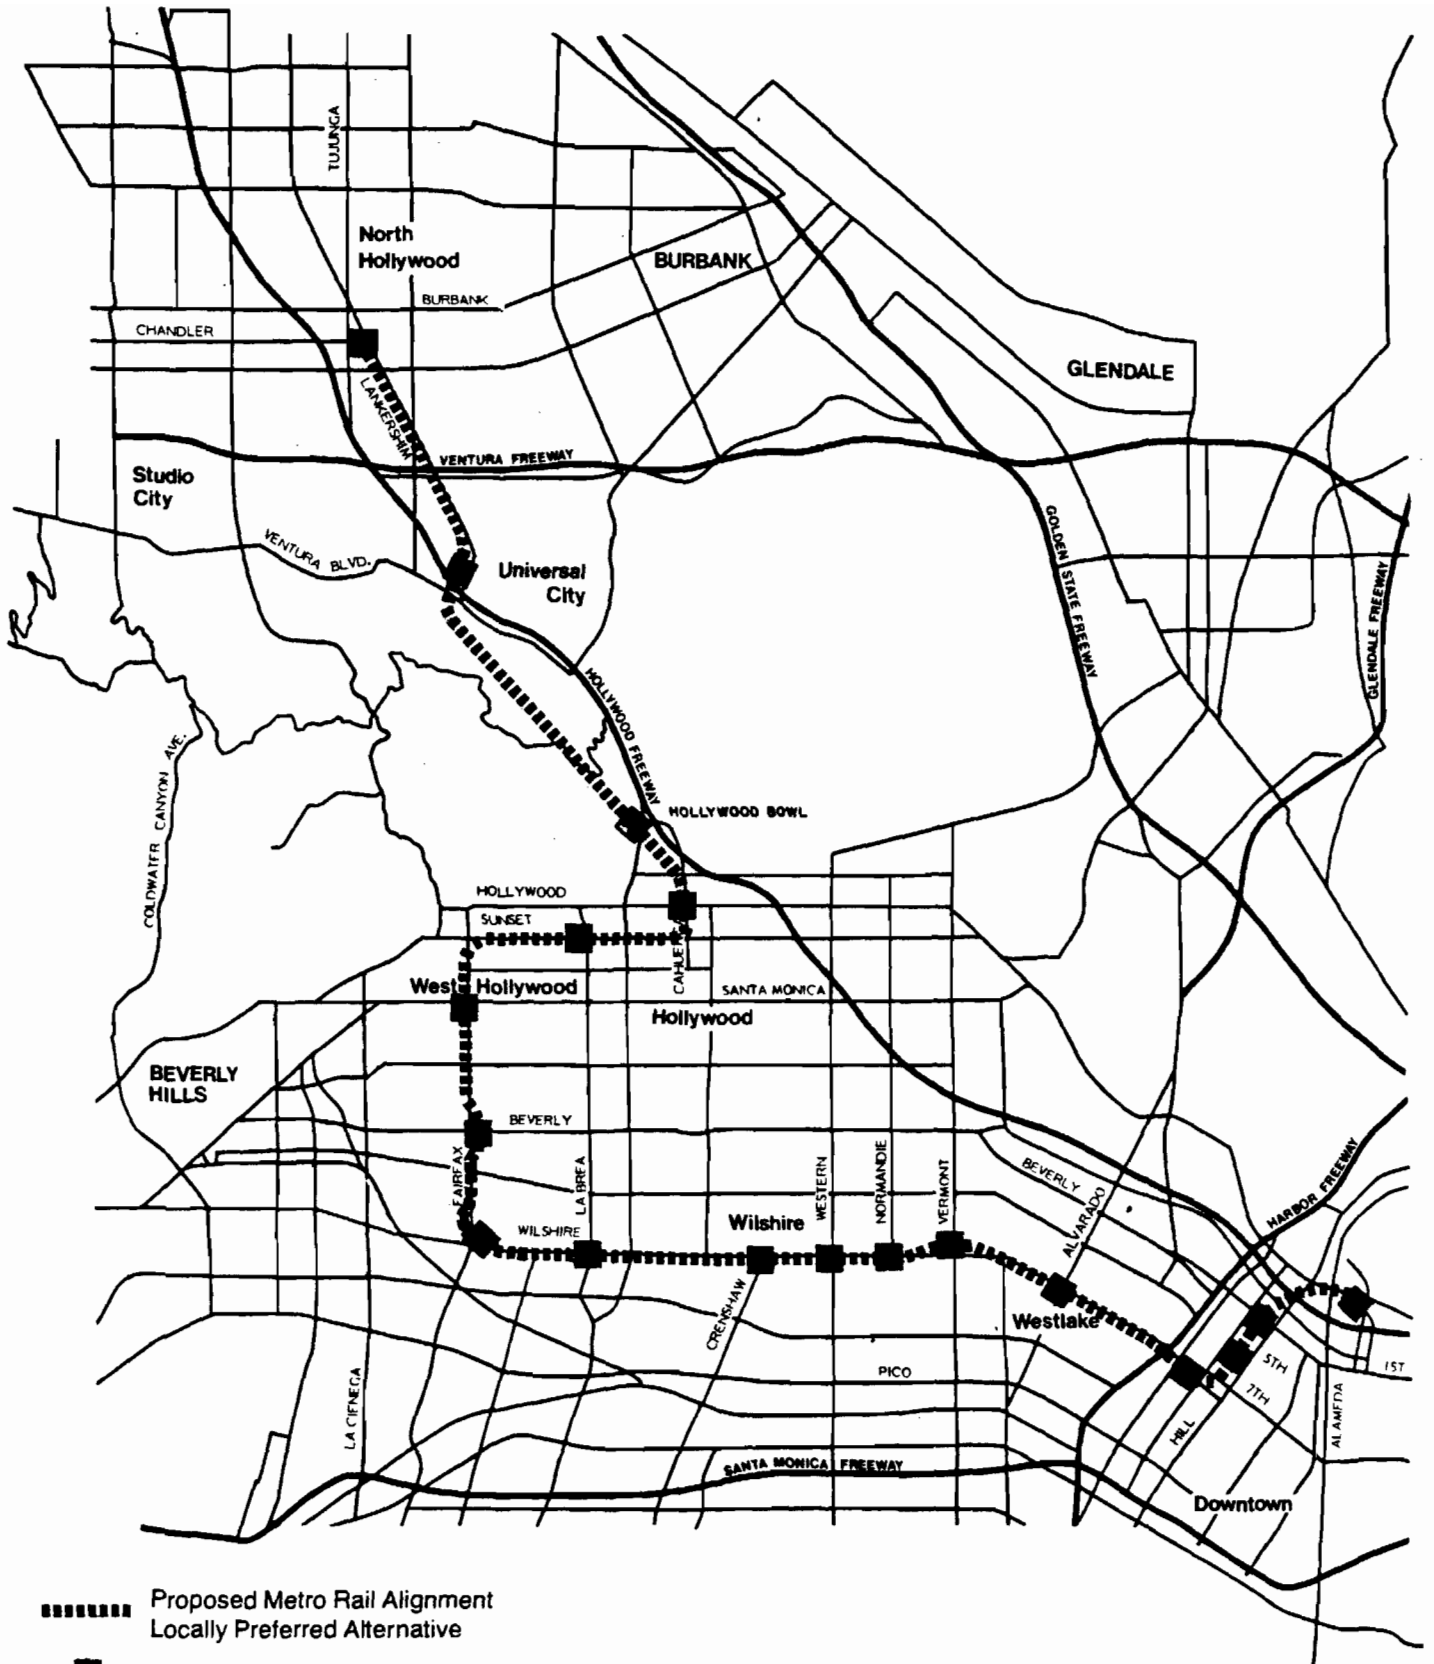 TUJUNGA
North
Hollywood
BURBANK
BURBANK
CHANDLER
GLENDALE
LANKERSHIM
VENTURA FREEWAY
Studio
City
VENTURA BLVD.
Universal
City
GOLDEN STATE FREEWAY
GLENDALE FREEWAY
HOLLYWOOD FREEWAY
COLDWATER CANYON AVE.
HOLLYWOOD BOWL
HOLLYWOOD
SUNSET
West Hollywood
SANTA MONICA
Hollywood
BEVERLY
HILLS
BEVERLY
FAIRFAX
LA BREA
WESTERN
NORMANDIE
VERMONT
BEVERLY
ALVARADO
HARBOR FREEWAY
Wilshire
WILSHIRE
CRENSHAW
Westlake
PICO
5TH
7TH
1ST
LA CIENEGA
HILL
ALAMEDA
SANTA MONICA FREEWAY
Downtown
Proposed Metro Rail Alignment
Locally Preferred Alternative